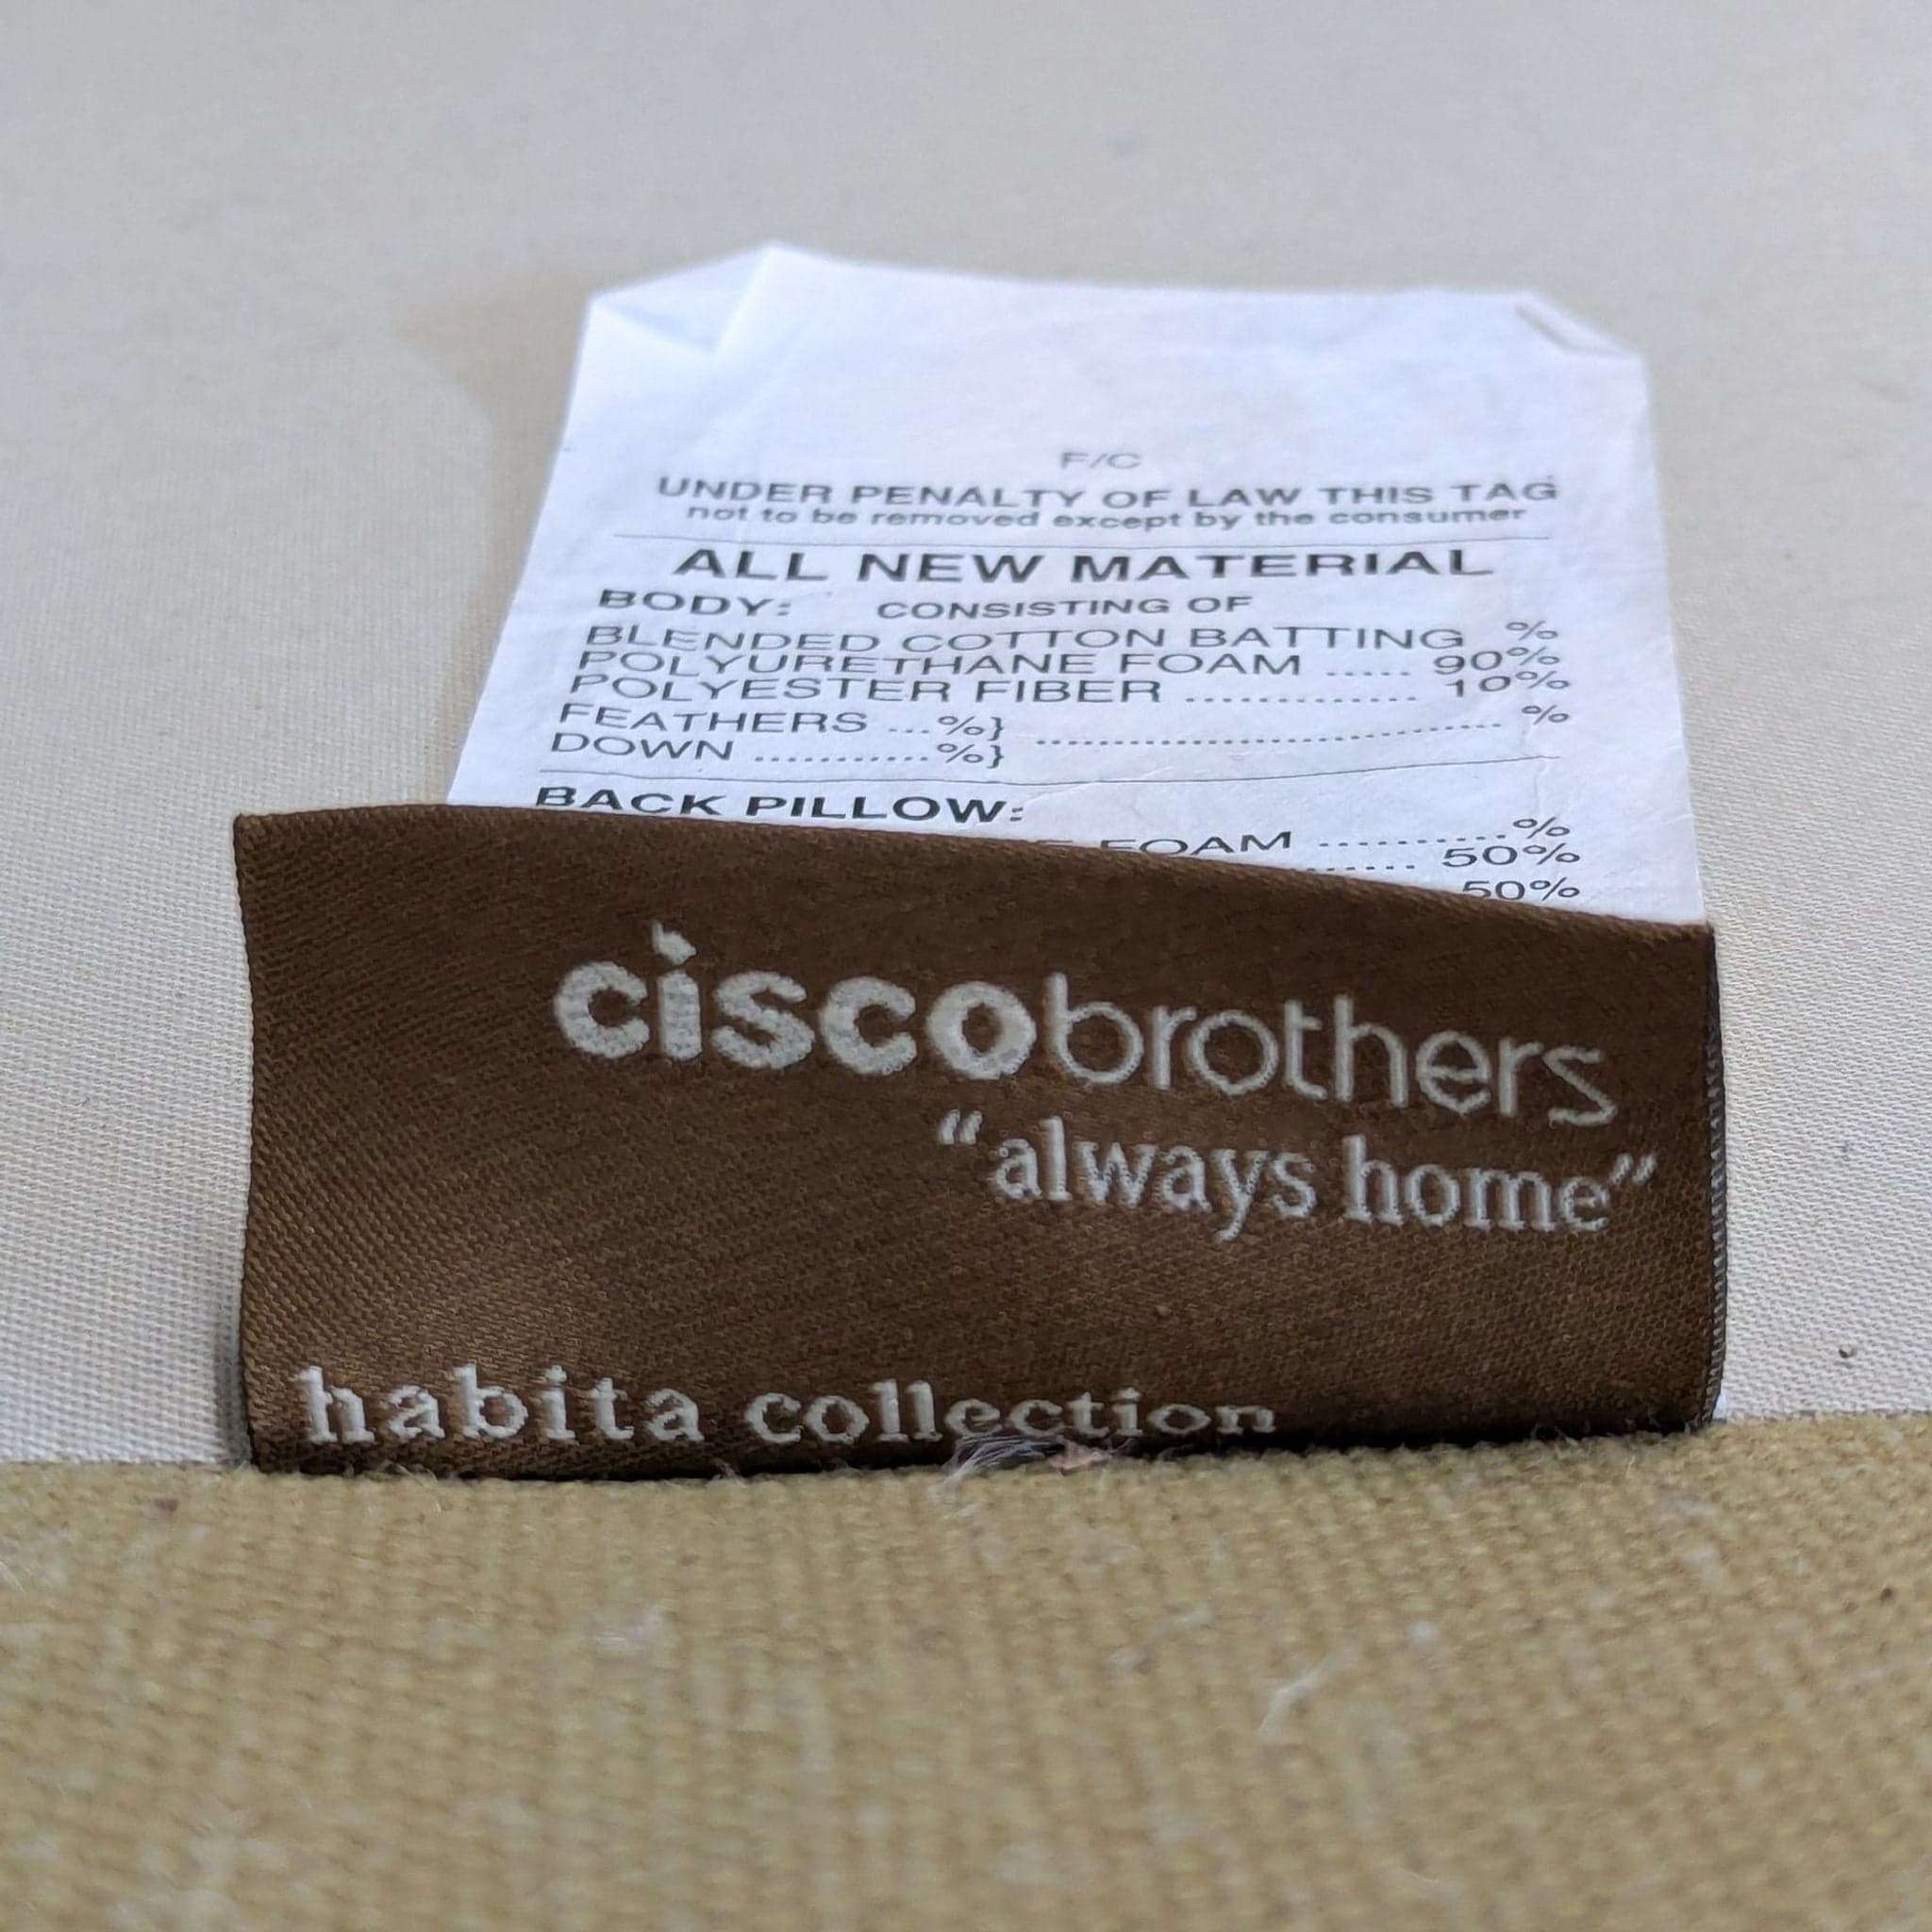 F/C
UNDER PENALTY OF LAW THIS TAG
not to be removed except by the consumer
ALL NEW MATERIAL
BODY: CONSISTING OF
BLENDED COTTON BATTING %
POLYURETHANE FOAM ..... 90%
POLYESTER FIBER .............. 10%
FEATHERS ...%} .................................... %
DOWN ............%}
BACK PILLOW:
FOAM ..........%
....... 50%
50%
ciscobrothers
“always home”
habita collection